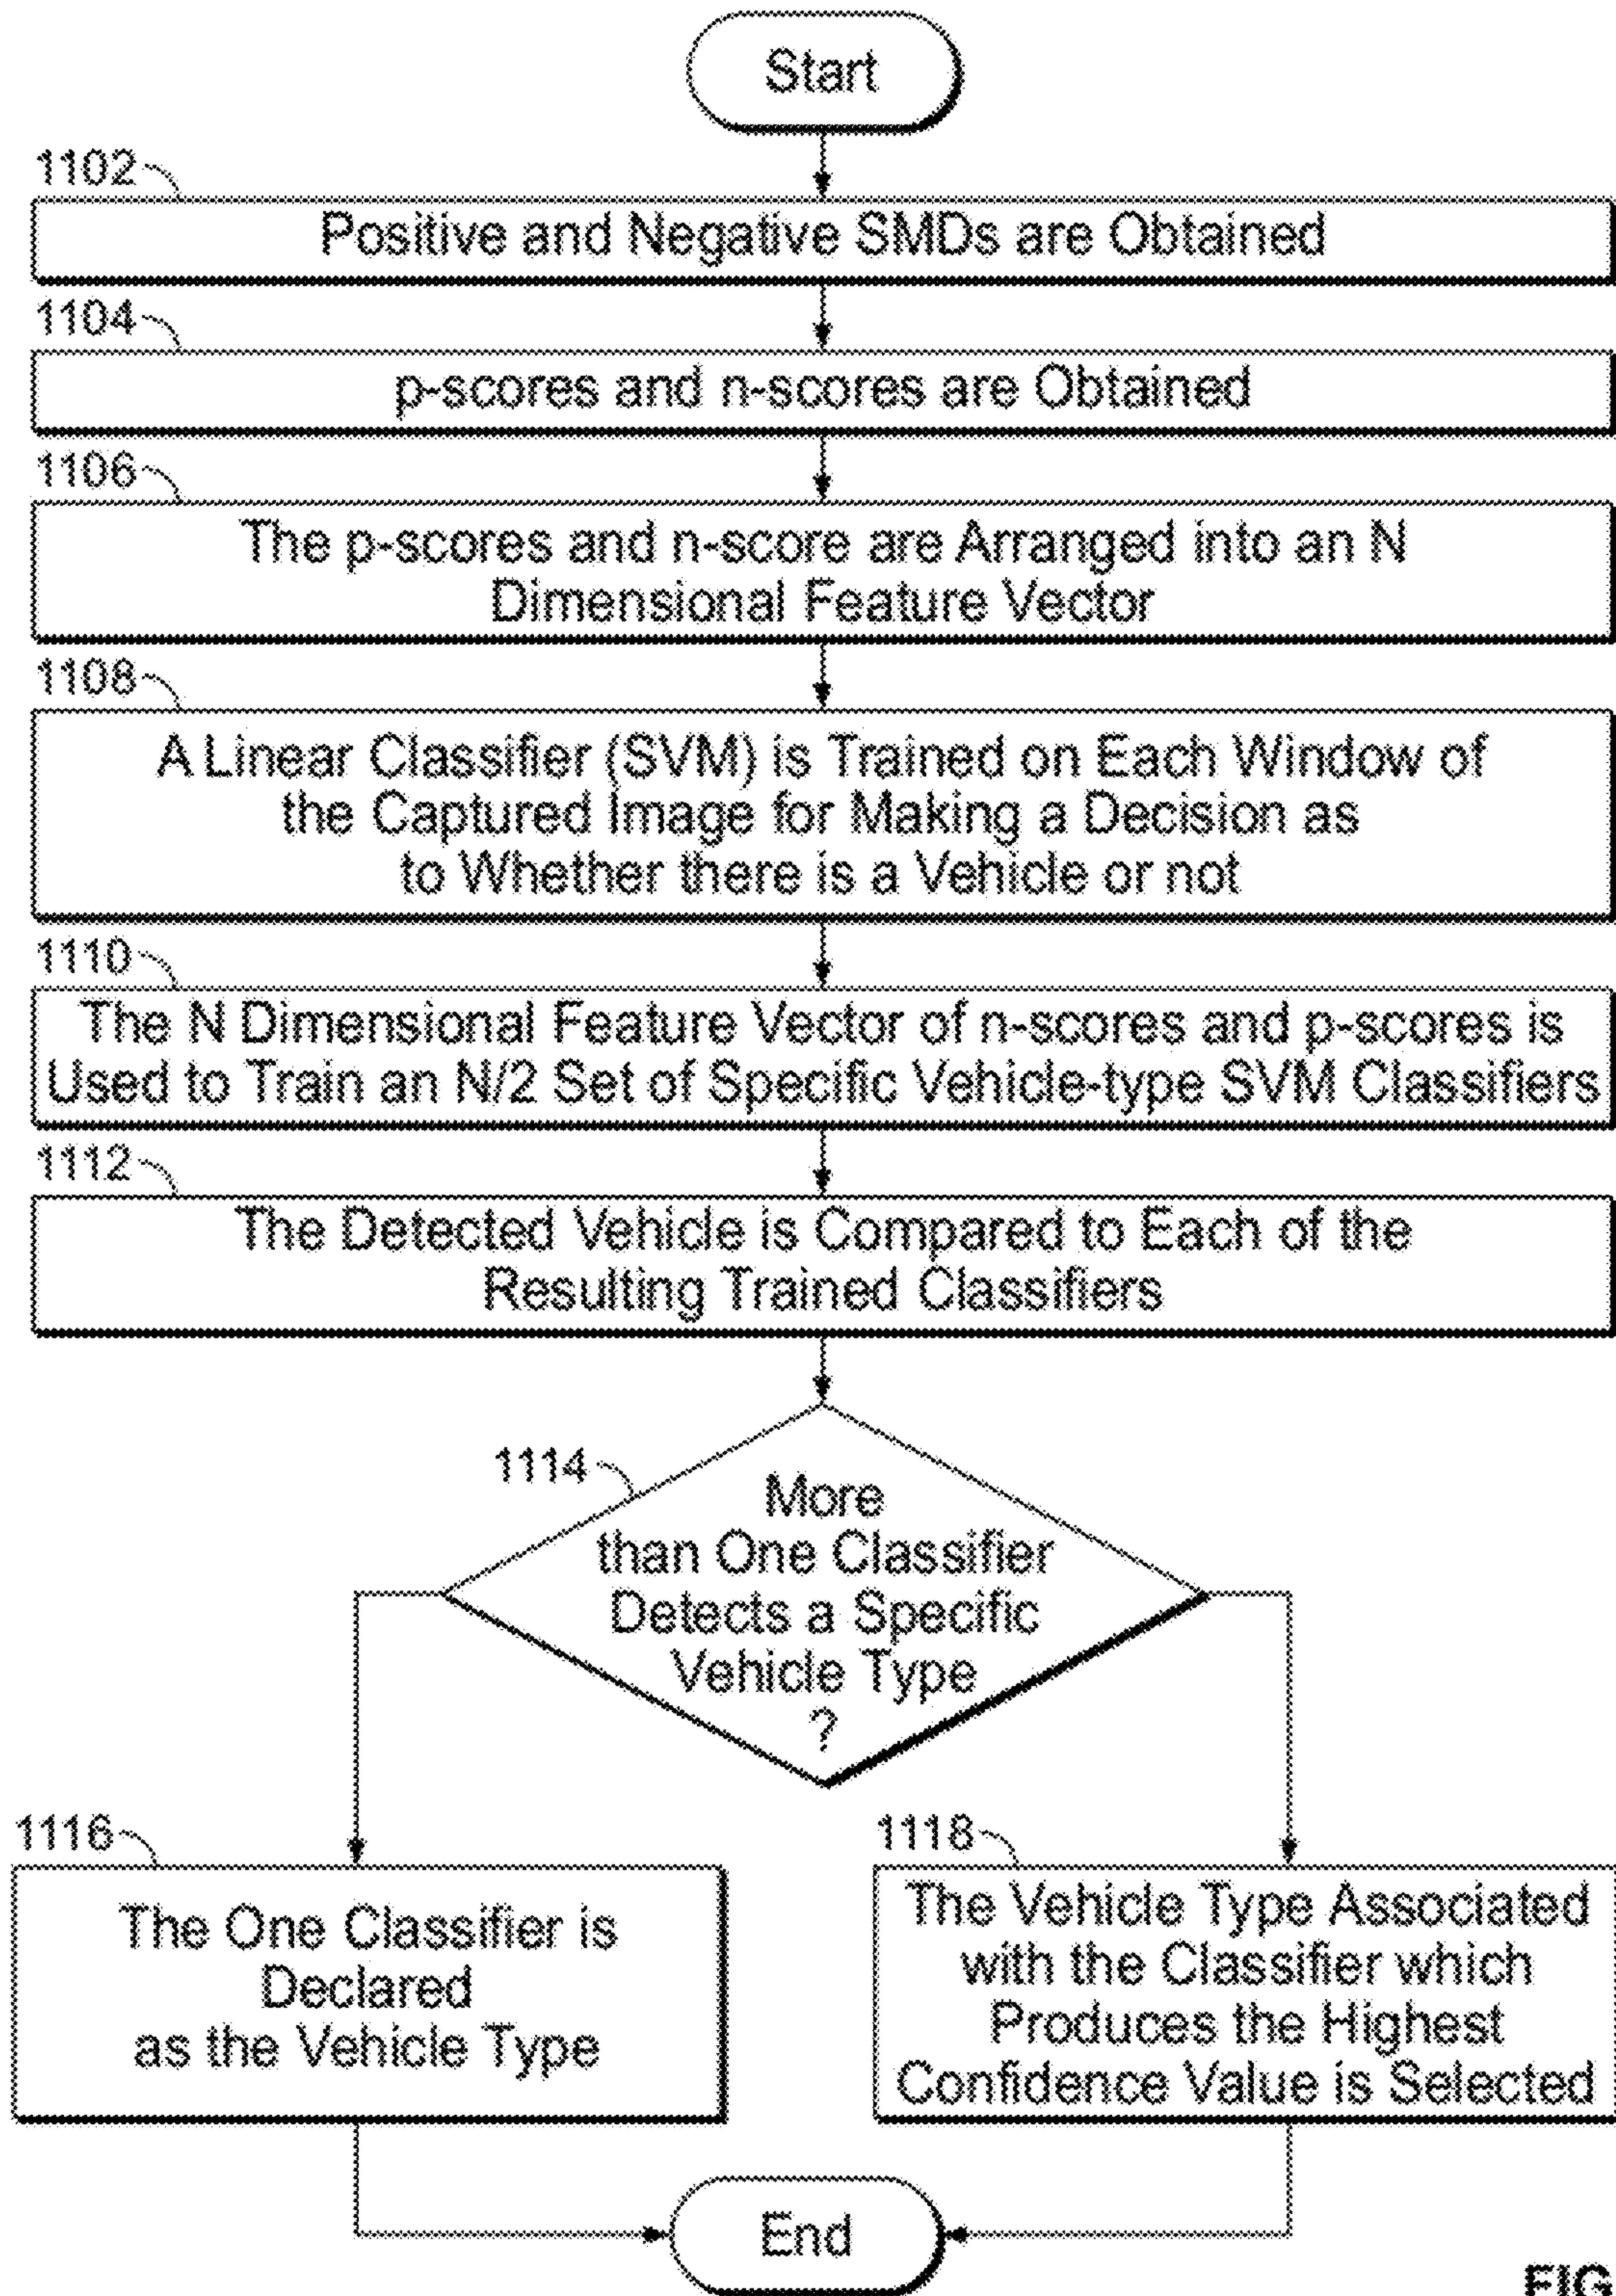 Start
1102
Positive and Negative SMDs are Obtained
1104
p-scores and n-scores are Obtained
1106
The p-scores and n-score are Arranged into an N
Dimensional Feature Vector
1108
A Linear Classifier (SVM) is Trained on Each Window of
the Captured Image for Making a Decision as
to Whether there is a Vehicle or not
1110
The N Dimensional Feature Vector of n-scores and p-scores is
Used to Train an N/2 Set of Specific Vehicle-type SVM Classifiers
1112
The Detected Vehicle is Compared to Each of the
Resulting Trained Classifiers
1114
More
than One Classifier
Detects a Specific
Vehicle Type
?
1116
The One Classifier is
Declared
as the Vehicle Type
1118
The Vehicle Type Associated
with the Classifier which
Produces the Highest
Confidence Value is Selected
End
FIG